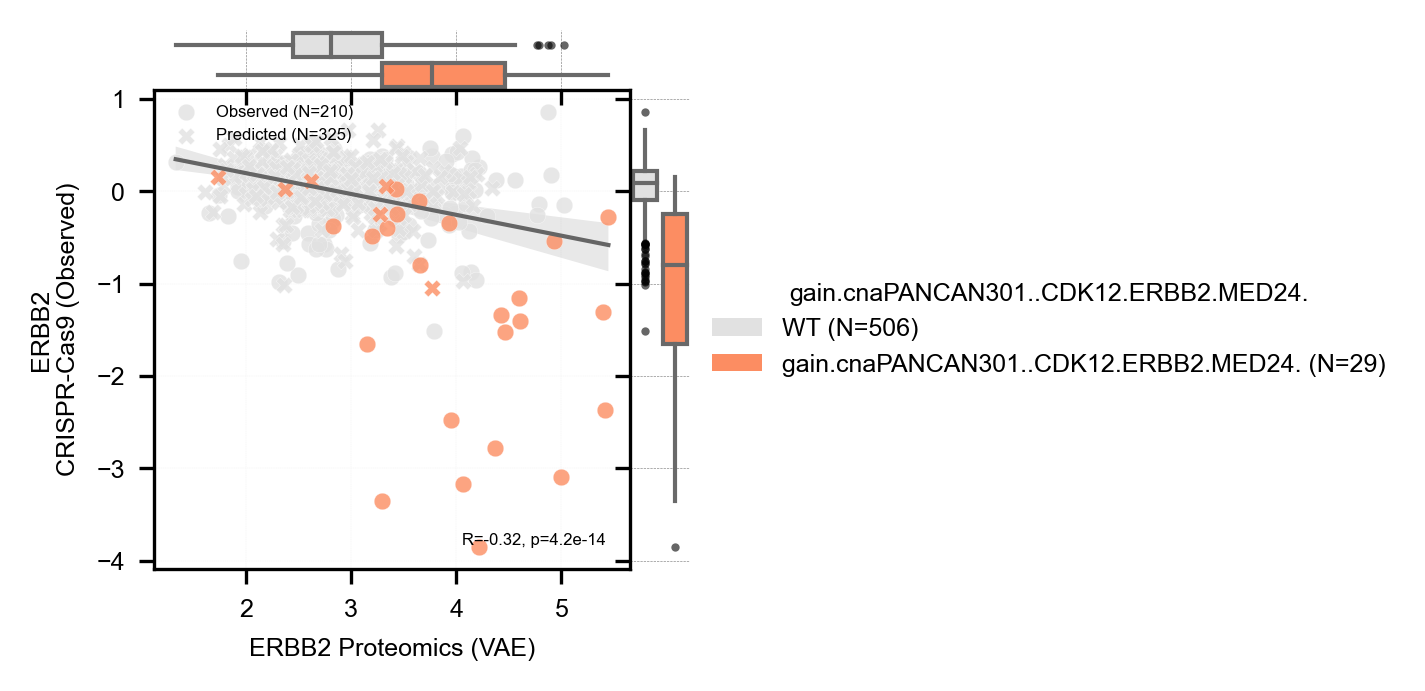 Observed (N=210)
Predicted (N=325)
1
0
−1
−2
−3
−4
ERBB2
CRISPR-Cas9 (Observed)
R=-0.32, p=4.2e-14
2
3
4
5
ERBB2 Proteomics (VAE)
gain.cnaPANCAN301..CDK12.ERBB2.MED24.
WT (N=506)
gain.cnaPANCAN301..CDK12.ERBB2.MED24. (N=29)